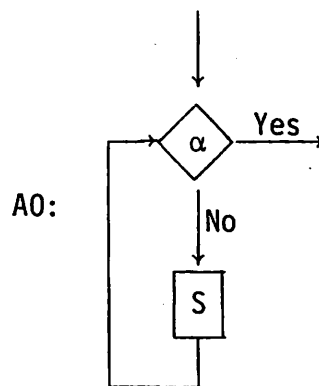 α
Yes
A0:
No
S